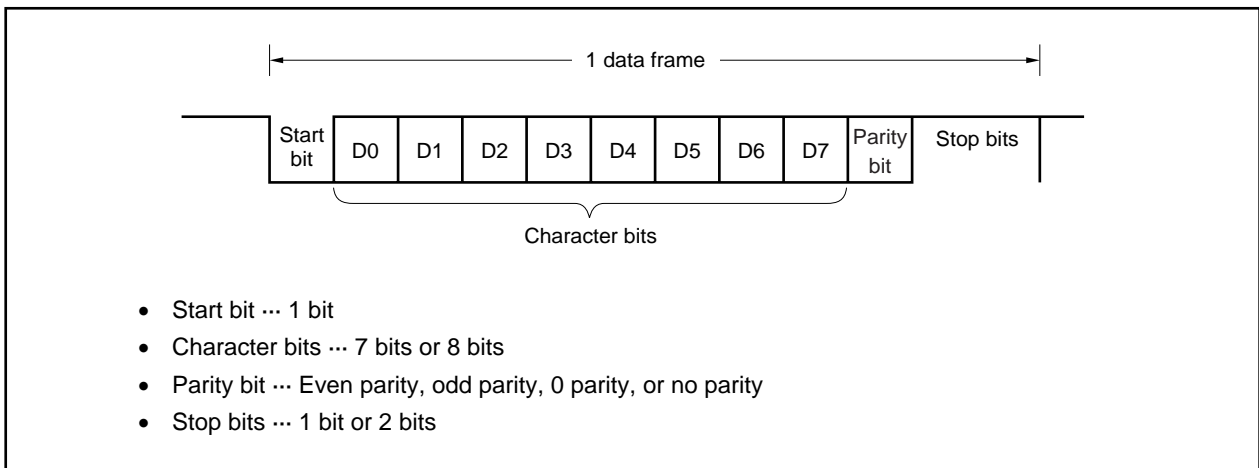 1 data frame
Start bit D0 D1 D2 D3 D4 D5 D6 D7 Parity bit Stop bits
Character bits
• Start bit ··· 1 bit
• Character bits ··· 7 bits or 8 bits
• Parity bit ··· Even parity, odd parity, 0 parity, or no parity
• Stop bits ··· 1 bit or 2 bits